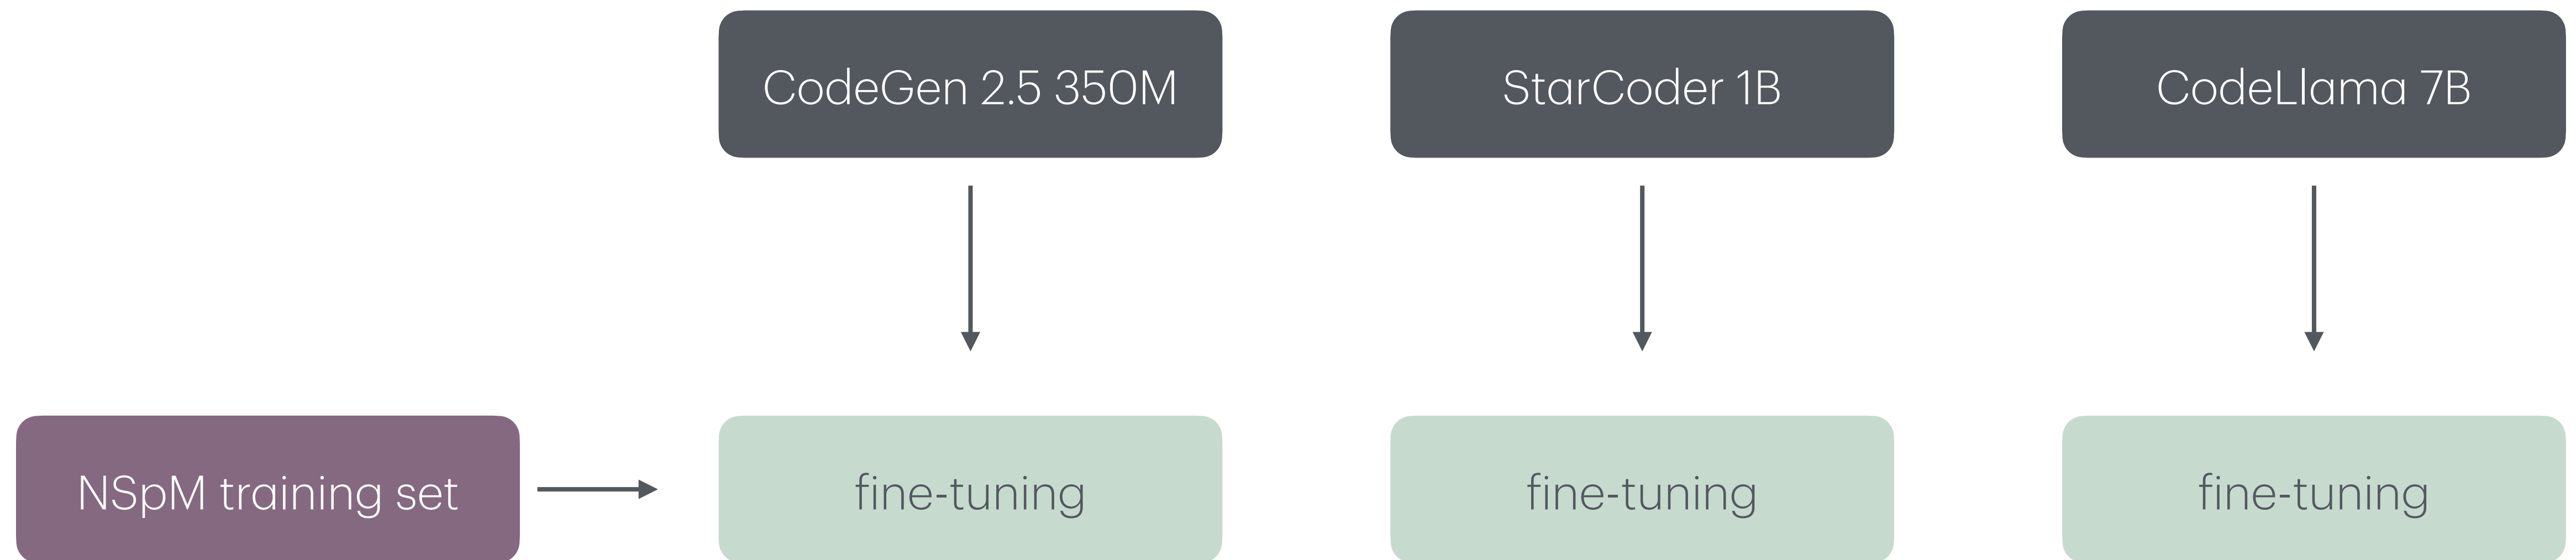 CodeGen 2.5 350M
StarCoder 1B
CodeLlama 7B
NSpM training set
fine-tuning
fine-tuning
fine-tuning